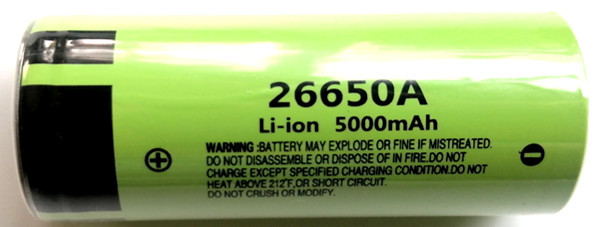 26650A
Li-ion 5000mAh
WARNING :BATTERY MAY EXPLODE OR FINE IF MISTREATED.
DO NOT DISASSEMBLE OR DISPOSE OF IN FIRE.DO NOT
CHARGE EXCEPT SPECIFIED CHARGING CONDITION.DO NOT
HEAT ABOVE 212°F,OR SHORT CIRCUIT.
DO NOT CRUSH OR MODIFY.